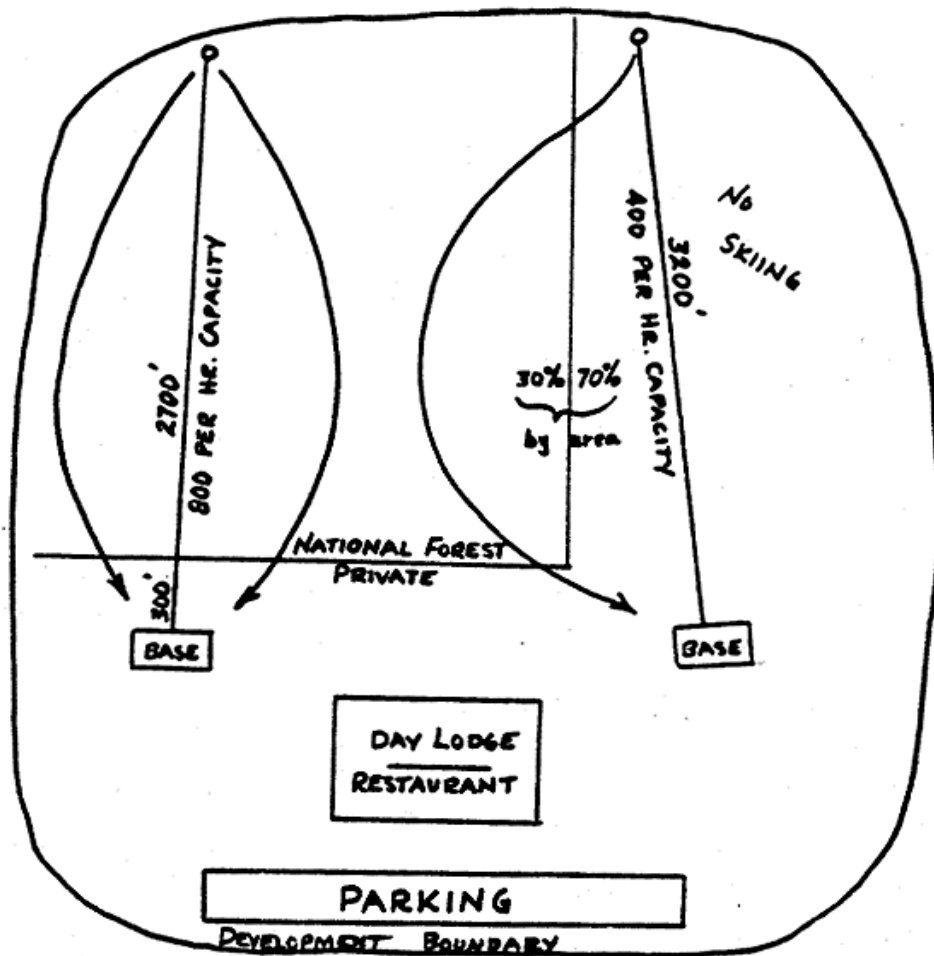 2700'
800 PER HR. CAPACITY
300'
BASE
NATIONAL FOREST
PRIVATE
30% 70%
by area
3200'
400 PER HR. CAPACITY
No
SKIING
BASE
DAY LODGE
RESTAURANT
PARKING
DEVELOPMENT BOUNDARY